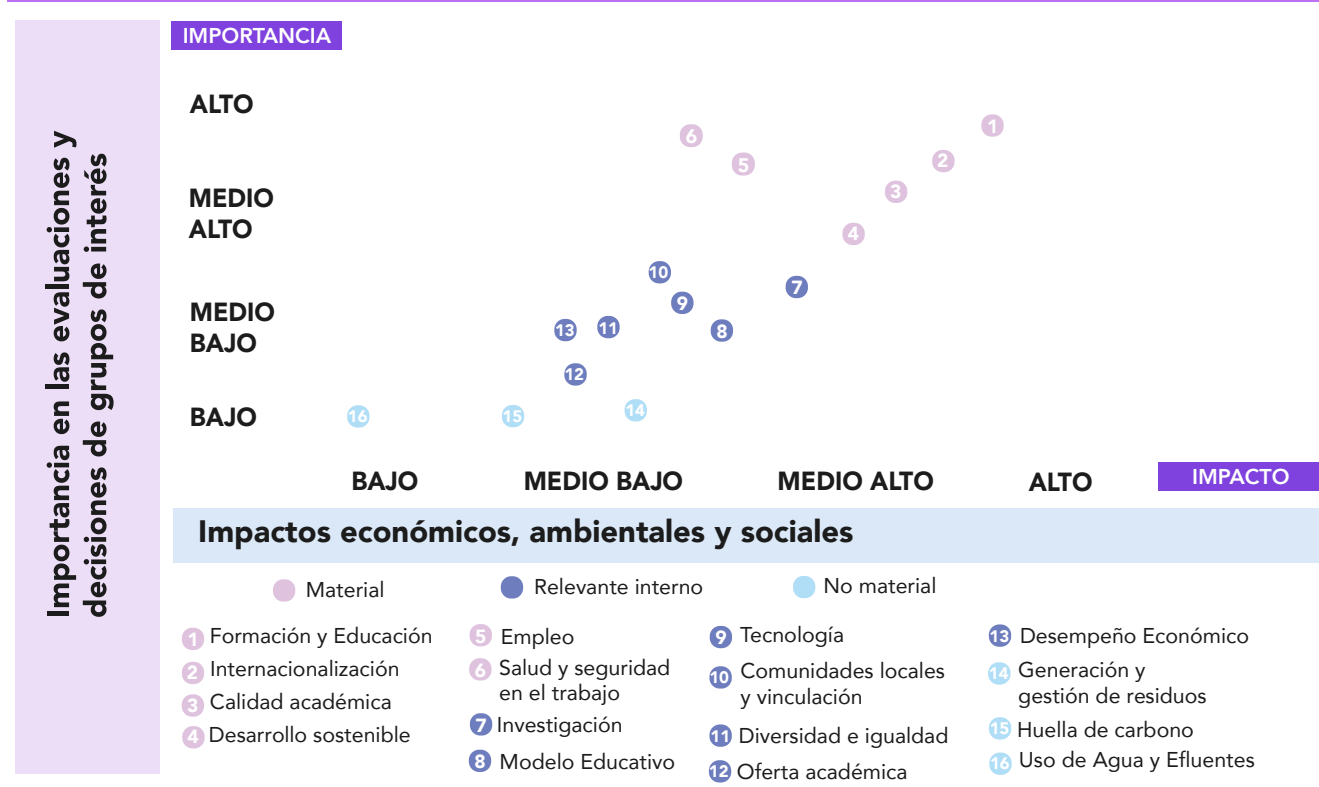 Importancia en las evaluaciones y
decisiones de grupos de interés
IMPORTANCIA
ALTO
MEDIO
ALTO
MEDIO
BAJO
BAJO
1
6
5
2
3
4
10
7
9
13
11
8
12
16
15
14
BAJO
MEDIO BAJO
MEDIO ALTO
ALTO
IMPACTO
Impactos económicos, ambientales y sociales
Material
Relevante interno
No material
1 Formación y Educación
2 Internacionalización
3 Calidad académica
4 Desarrollo sostenible
5 Empleo
6 Salud y seguridad
en el trabajo
7 Investigación
8 Modelo Educativo
9 Tecnología
10 Comunidades locales
y vinculación
11 Diversidad e igualdad
12 Oferta académica
13 Desempeño Económico
14 Generación y
gestión de residuos
15 Huella de carbono
16 Uso de Agua y Efluentes